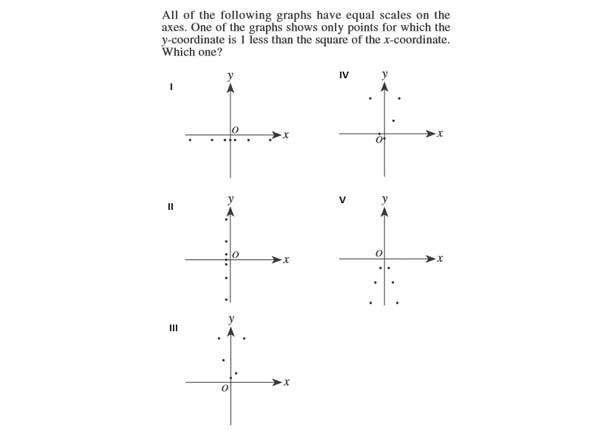 All of the following graphs have equal scales on the
axes. One of the graphs shows only points for which the
y-coordinate is 1 less than the square of the x-coordinate.
Which one?
I
y
O
x
IV
y
O
x
II
y
O
x
V
y
O
x
III
y
O
x